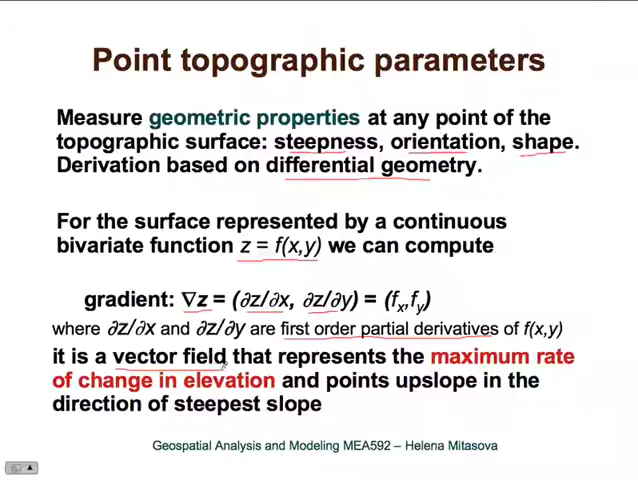 Point topographic parameters
Measure geometric properties at any point of the
topographic surface: steepness, orientation, shape.
Derivation based on differential geometry.
For the surface represented by a continuous
bivariate function z = f(x,y) we can compute
gradient: ∇z = (∂z/∂x, ∂z/∂y) = (fx,fy)
where ∂z/∂x and ∂z/∂y are first order partial derivatives of f(x,y)
it is a vector field that represents the maximum rate
of change in elevation and points upslope in the
direction of steepest slope
Geospatial Analysis and Modeling MEA592 – Helena Mitasova